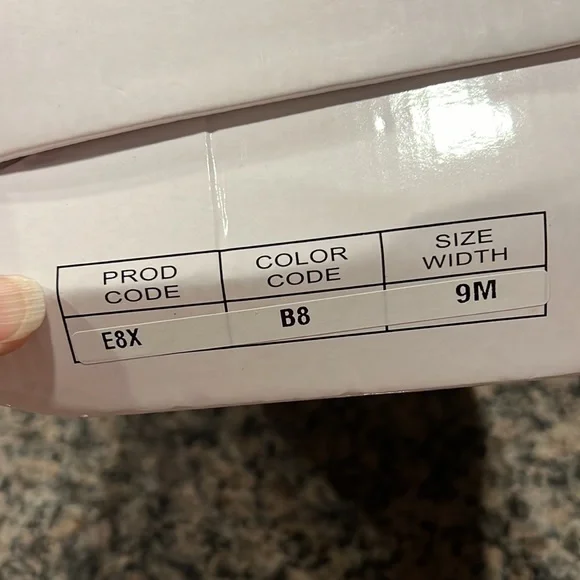 PROD CODE
COLOR CODE
SIZE WIDTH
E8X
B8
9M